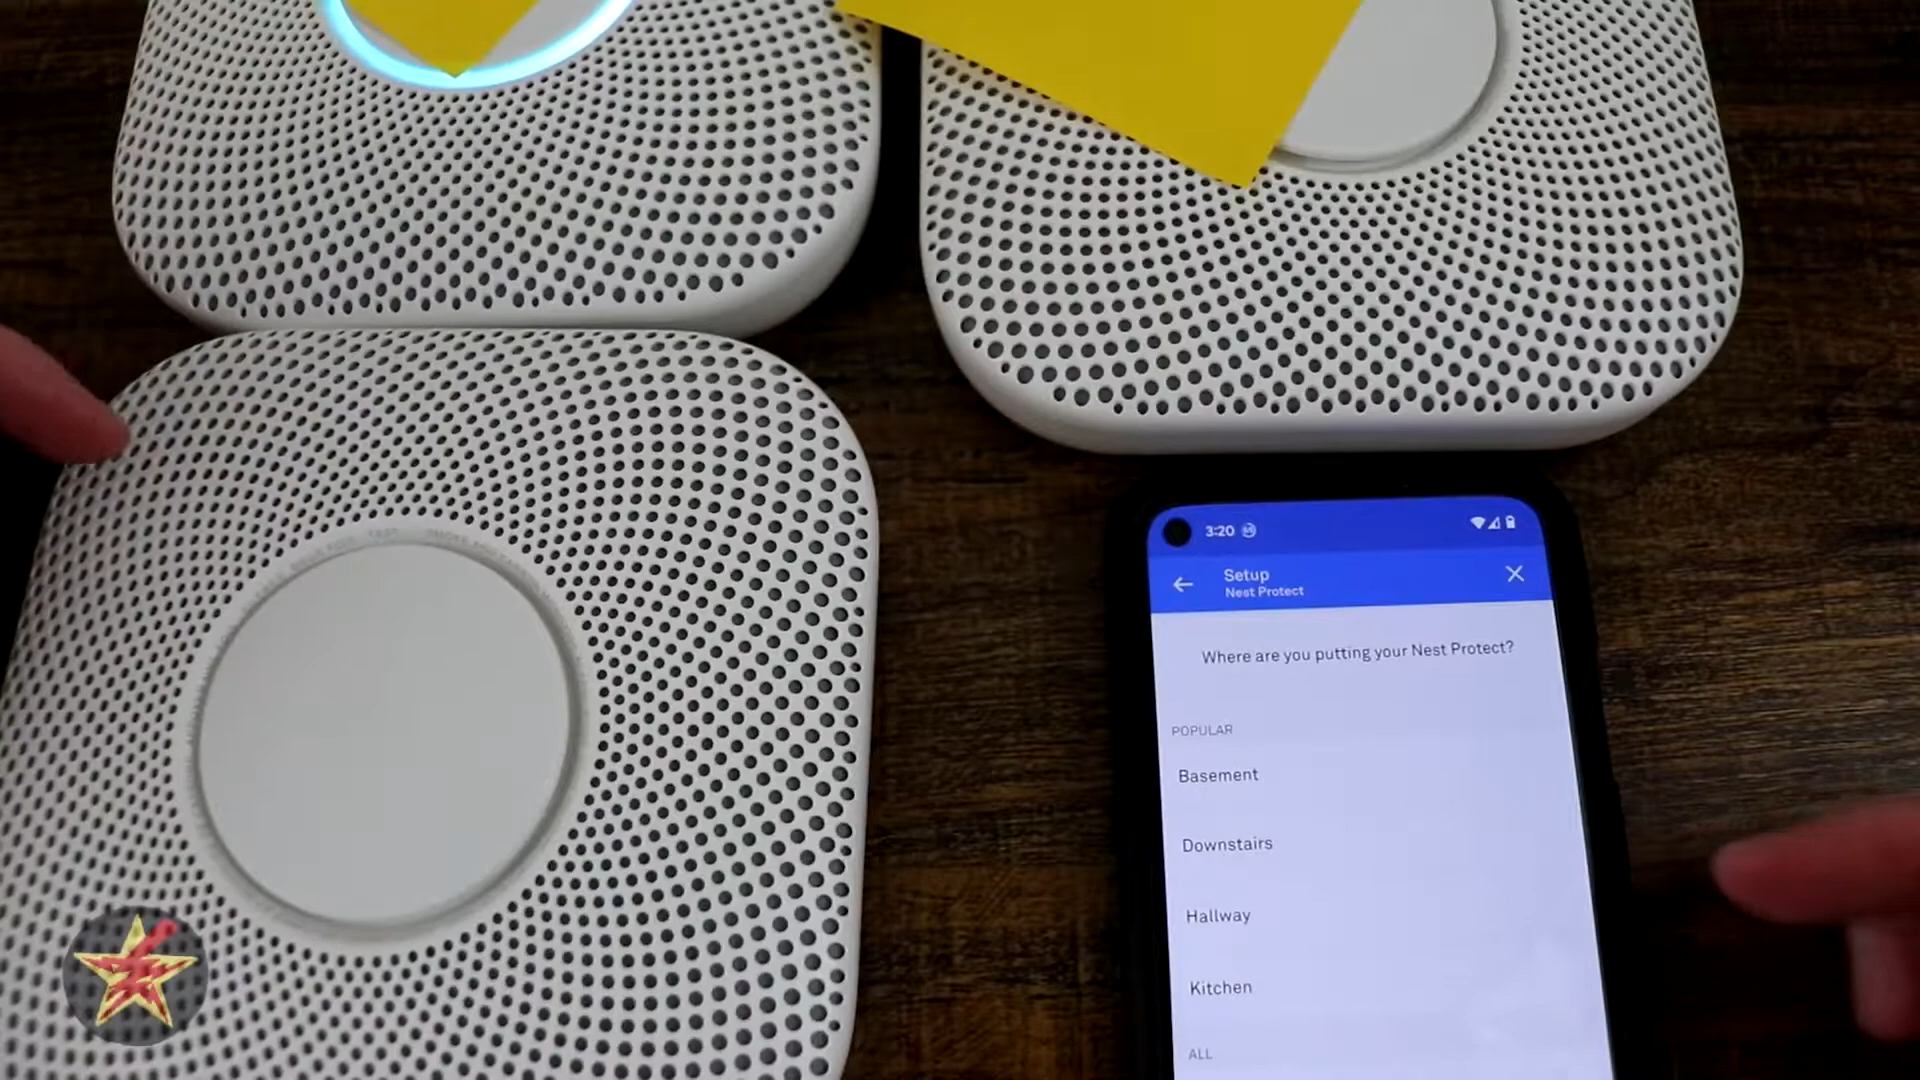 3:20
Setup
Nest Protect
Where are you putting your Nest Protect?
POPULAR
Basement
Downstairs
Hallway
Kitchen
ALL